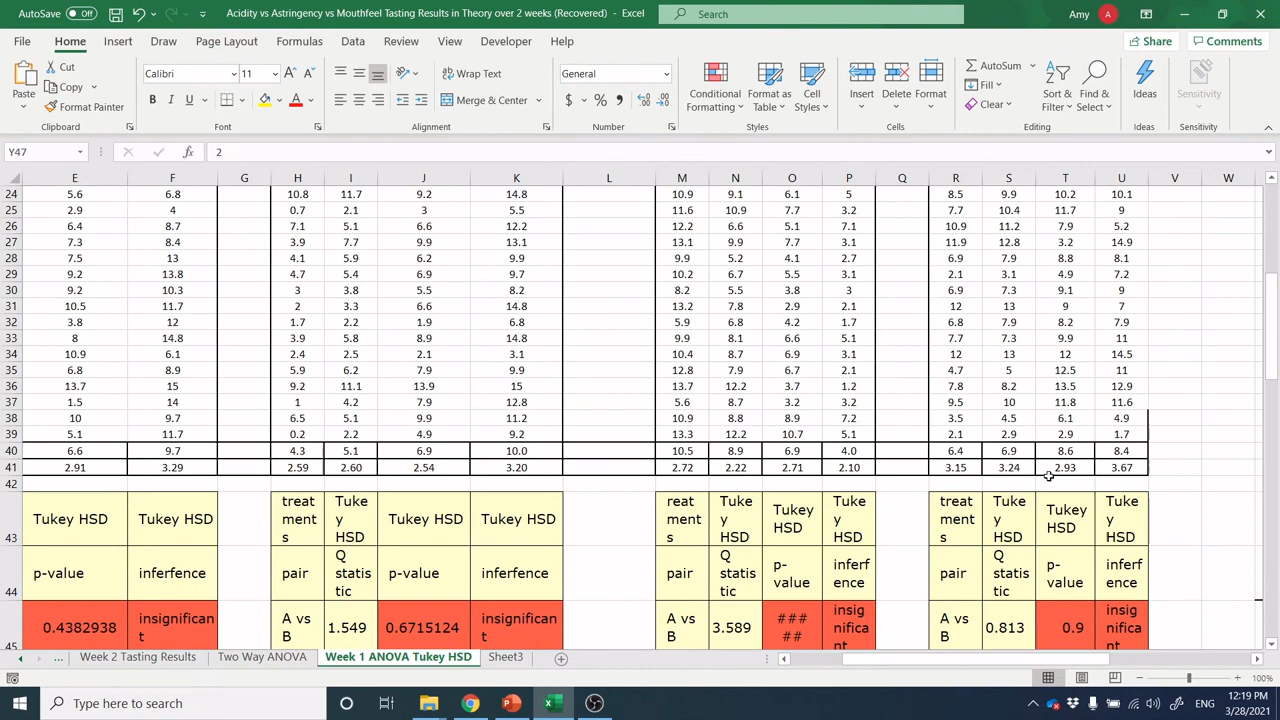 AutoSave Off Acidity vs Astringency vs Mouthfeel Tasting Results in Theory over 2 weeks (Recovered) - Excel Search Amy A
File Home Insert Draw Page Layout Formulas Data Review View Developer Help Share Comments
Paste Cut Copy Format Painter Clipboard
Calibri 11 B I U Font
Wrap Text Merge & Center Alignment
General $ % Number
Conditional Formatting Format as Table Cell Styles Styles
Insert Delete Format Cells
AutoSum Fill Clear Sort & Filter Find & Select Editing
Ideas Ideas
Sensitivity Sensitivity
Y47 fx 2
E F G H I J K L M N O P Q R S T U V W
24 5.6 6.8 10.8 11.7 9.2 14.8 10.9 9.1 6.1 5 8.5 9.9 10.2 10.1
25 2.9 4 0.7 2.1 3 5.5 11.6 10.9 7.7 3.2 7.7 10.4 11.7 9
26 6.4 8.7 7.1 5.1 6.6 12.2 12.2 6.6 5.1 7.1 10.9 11.2 7.9 5.2
27 7.3 8.4 3.9 7.7 9.9 13.1 13.1 9.9 7.7 3.1 11.9 12.8 3.2 14.9
28 7.5 13 4.1 5.9 6.2 9.9 9.9 5.2 4.1 2.7 6.9 7.9 8.8 8.1
29 9.2 13.8 4.7 5.4 6.9 9.7 10.2 6.7 5.5 3.1 2.1 3.1 4.9 7.2
30 9.2 10.3 3 3.8 5.5 8.2 8.2 5.5 3.8 3 6.9 7.3 9.1 9
31 10.5 11.7 2 3.3 6.6 14.8 13.2 7.8 2.9 2.1 12 13 9 7
32 3.8 12 1.7 2.2 1.9 6.8 5.9 6.8 4.2 1.7 6.8 7.9 8.2 7.9
33 8 14.8 3.9 5.8 8.9 14.8 9.9 8.1 6.6 5.1 7.7 7.3 9.9 11
34 10.9 6.1 2.4 2.5 2.1 3.1 10.4 8.7 6.9 3.1 12 13 12 14.5
35 6.8 8.9 5.9 6.2 7.9 9.9 12.8 7.9 6.7 2.1 4.7 5 12.5 11
36 13.7 15 9.2 11.1 13.9 15 13.7 12.2 3.7 1.2 7.8 8.2 13.5 12.9
37 1.5 14 1 4.2 7.9 12.8 5.6 8.7 3.2 3.2 9.5 10 11.8 11.6
38 10 9.7 6.5 5.1 9.9 11.2 10.9 8.8 8.9 7.2 3.5 4.5 6.1 4.9
39 5.1 11.7 0.2 2.2 4.9 9.2 13.3 12.2 10.7 5.1 2.1 2.9 2.9 1.7
40 6.6 9.7 4.3 5.1 6.9 10.0 10.5 8.9 6.1 4.0 6.4 6.9 8.6 8.4
41 2.91 3.29 2.59 2.60 2.54 3.20 2.72 2.22 2.71 2.10 3.15 3.24 2.93 3.67
42
43 Tukey HSD Tukey HSD treatments Tukey HSD Tukey HSD Tukey HSD reatments Tukey HSD Tukey HSD Tukey HSD treatments Tukey HSD Tukey HSD Tukey HSD
44 p-value inferfence pair Q statistic p-value inferfence pair Q statistic p-value inferfence pair Q statistic p-value inferfence
45 0.4382938 insignificant A vs B 1.549 0.6715124 insignificant A vs B 3.589 ##### insignificant A vs B 0.813 0.9 insignificant
... Week 2 Tasting Results Two Way ANOVA Week 1 ANOVA Tukey HSD Sheet3
100%
Type here to search ENG 12:19 PM
3/28/2021